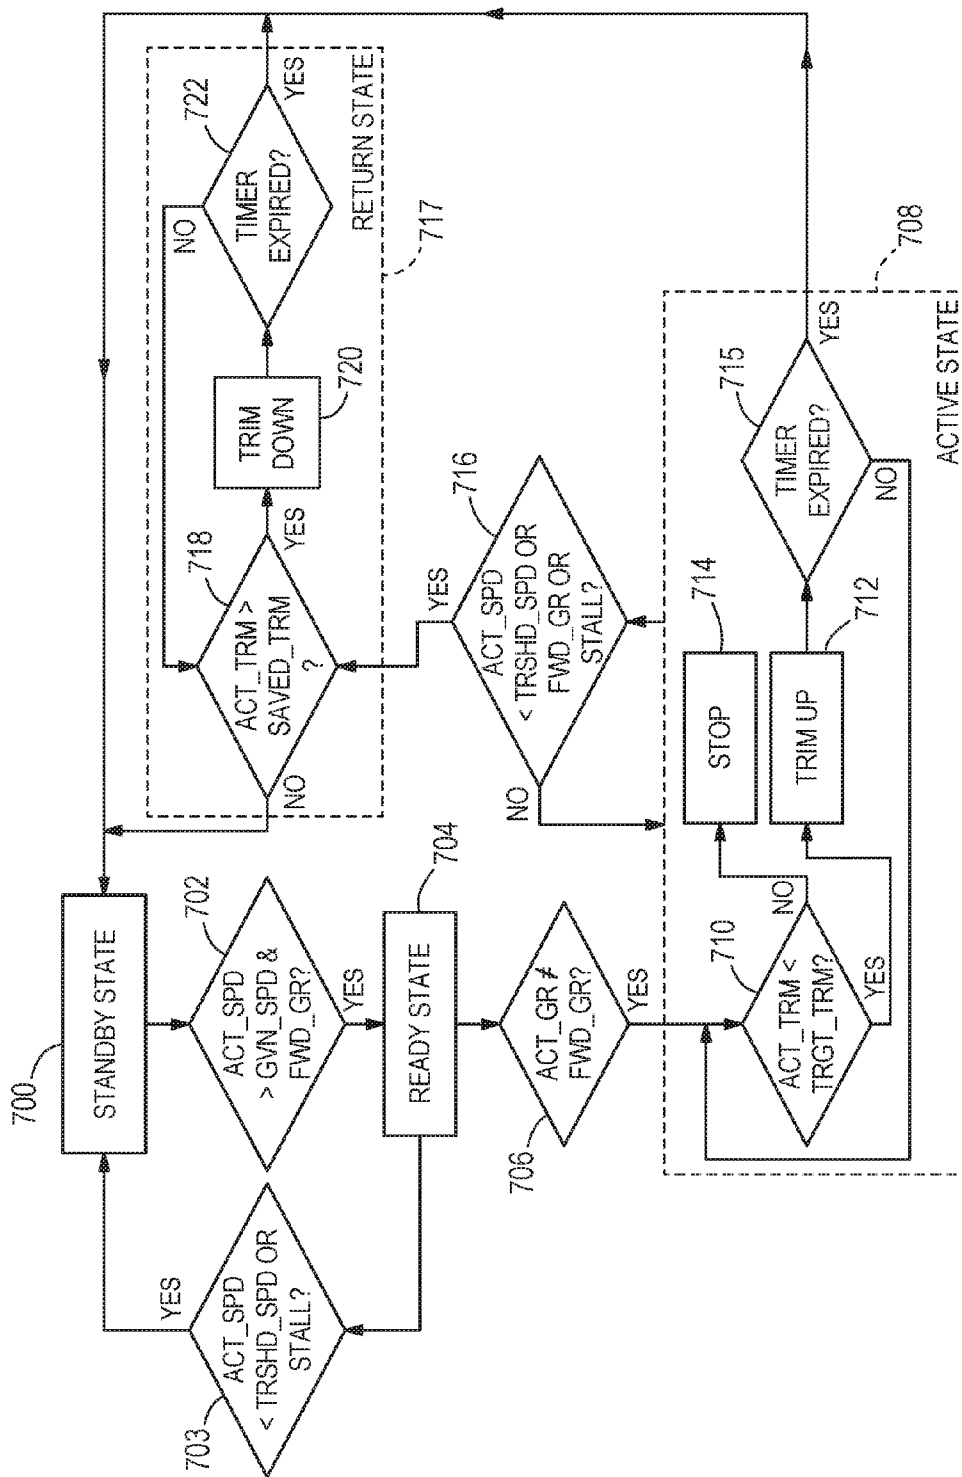 700
STANDBY STATE
703
ACT_SPD
< TRSHD_SPD OR
STALL?
YES
702
ACT_SPD
> GVN_SPD &
FWD_GR?
YES
704
READY STATE
706
ACT_GR ≠
FWD_GR?
YES
718
ACT_TRM >
SAVED_TRM
?
NO
YES
TRIM
DOWN
720
722
TIMER
EXPIRED?
NO
YES
RETURN STATE
717
716
ACT_SPD
< TRSHD_SPD OR
FWD_GR OR
STALL?
YES
NO
710
ACT_TRM <
TRGT_TRM?
NO
YES
714
STOP
712
TRIM UP
715
TIMER
EXPIRED?
YES
NO
708
ACTIVE STATE